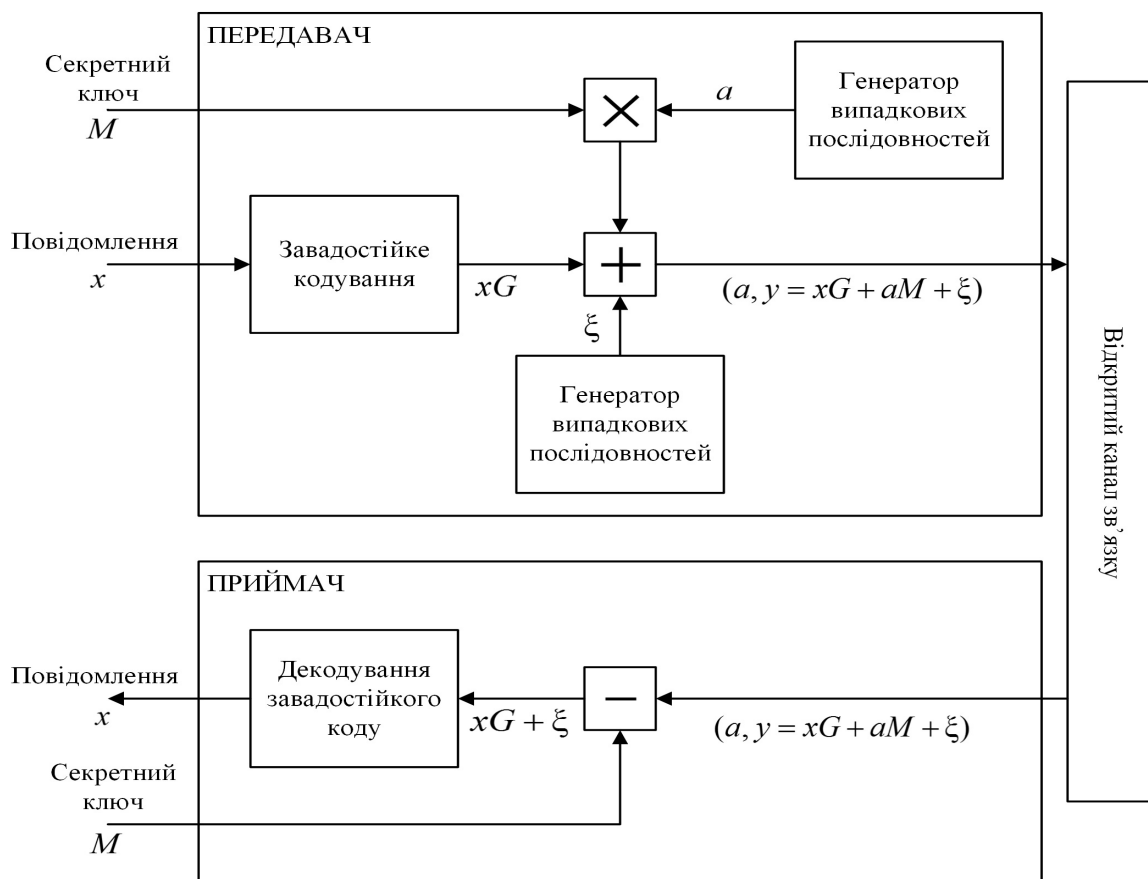 ПЕРЕДАВАЧ
Секретний
ключ
M
a
Генератор
випадкових
послідовностей
Повідомлення
x
Завадостійке
кодування
xG
(a, y = xG + aM + ξ)
ξ
Генератор
випадкових
послідовностей
Відкритий канал зв’язку
ПРИЙМАЧ
Повідомлення
x
Декодування
завадостійкого
коду
xG + ξ
(a, y = xG + aM + ξ)
Секретний
ключ
M